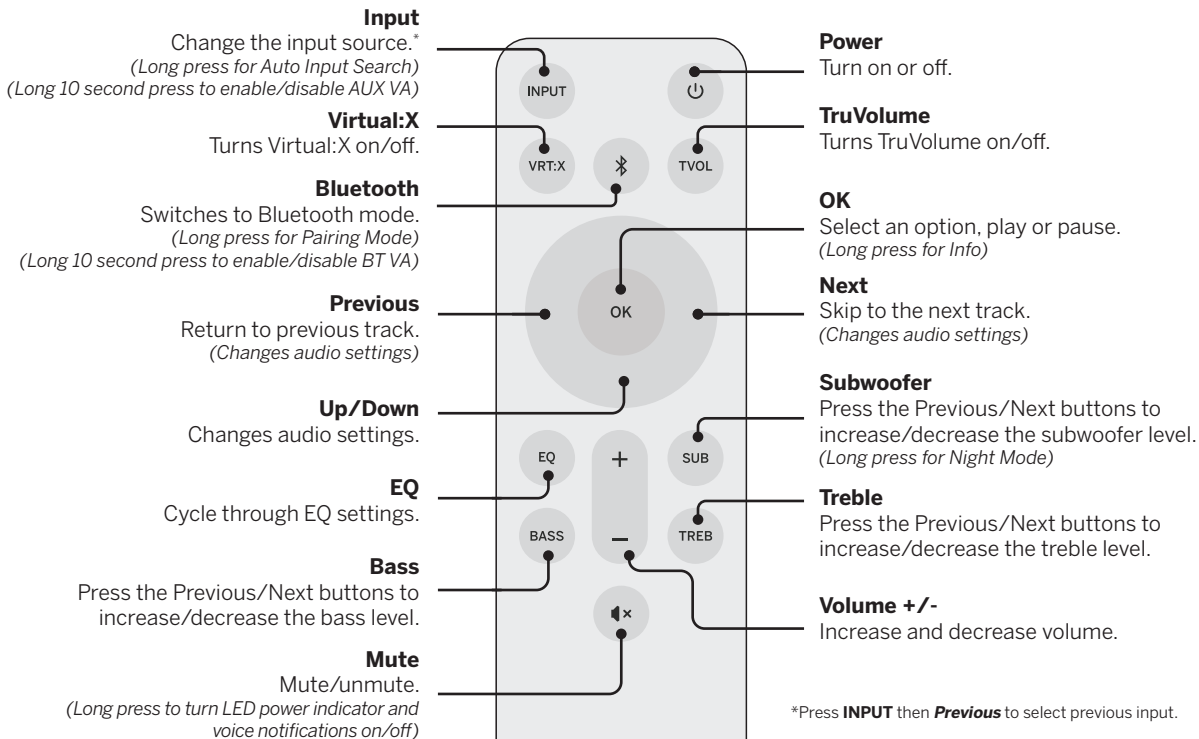 Input
Change the input source.*
(Long press for Auto Input Search)
(Long 10 second press to enable/disable AUX VA)
Virtual:X
Turns Virtual:X on/off.
Bluetooth
Switches to Bluetooth mode.
(Long press for Pairing Mode)
(Long 10 second press to enable/disable BT VA)
Previous
Return to previous track.
(Changes audio settings)
Up/Down
Changes audio settings.
EQ
Cycle through EQ settings.
Bass
Press the Previous/Next buttons to
increase/decrease the bass level.
Mute
Mute/unmute.
(Long press to turn LED power indicator and
voice notifications on/off)
INPUT
VRT:X
TVOL
OK
EQ
+
SUB
BASS
−
TREB
Power
Turn on or off.
TruVolume
Turns TruVolume on/off.
OK
Select an option, play or pause.
(Long press for Info)
Next
Skip to the next track.
(Changes audio settings)
Subwoofer
Press the Previous/Next buttons to
increase/decrease the subwoofer level.
(Long press for Night Mode)
Treble
Press the Previous/Next buttons to
increase/decrease the treble level.
Volume +/-
Increase and decrease volume.
*Press INPUT then Previous to select previous input.